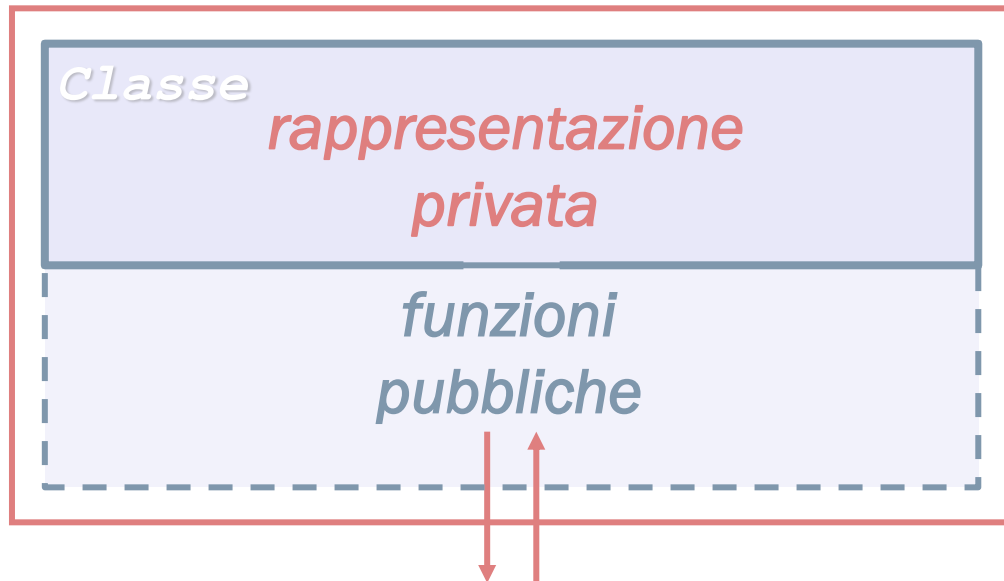 Classe
rappresentazione
privata
funzioni
pubbliche